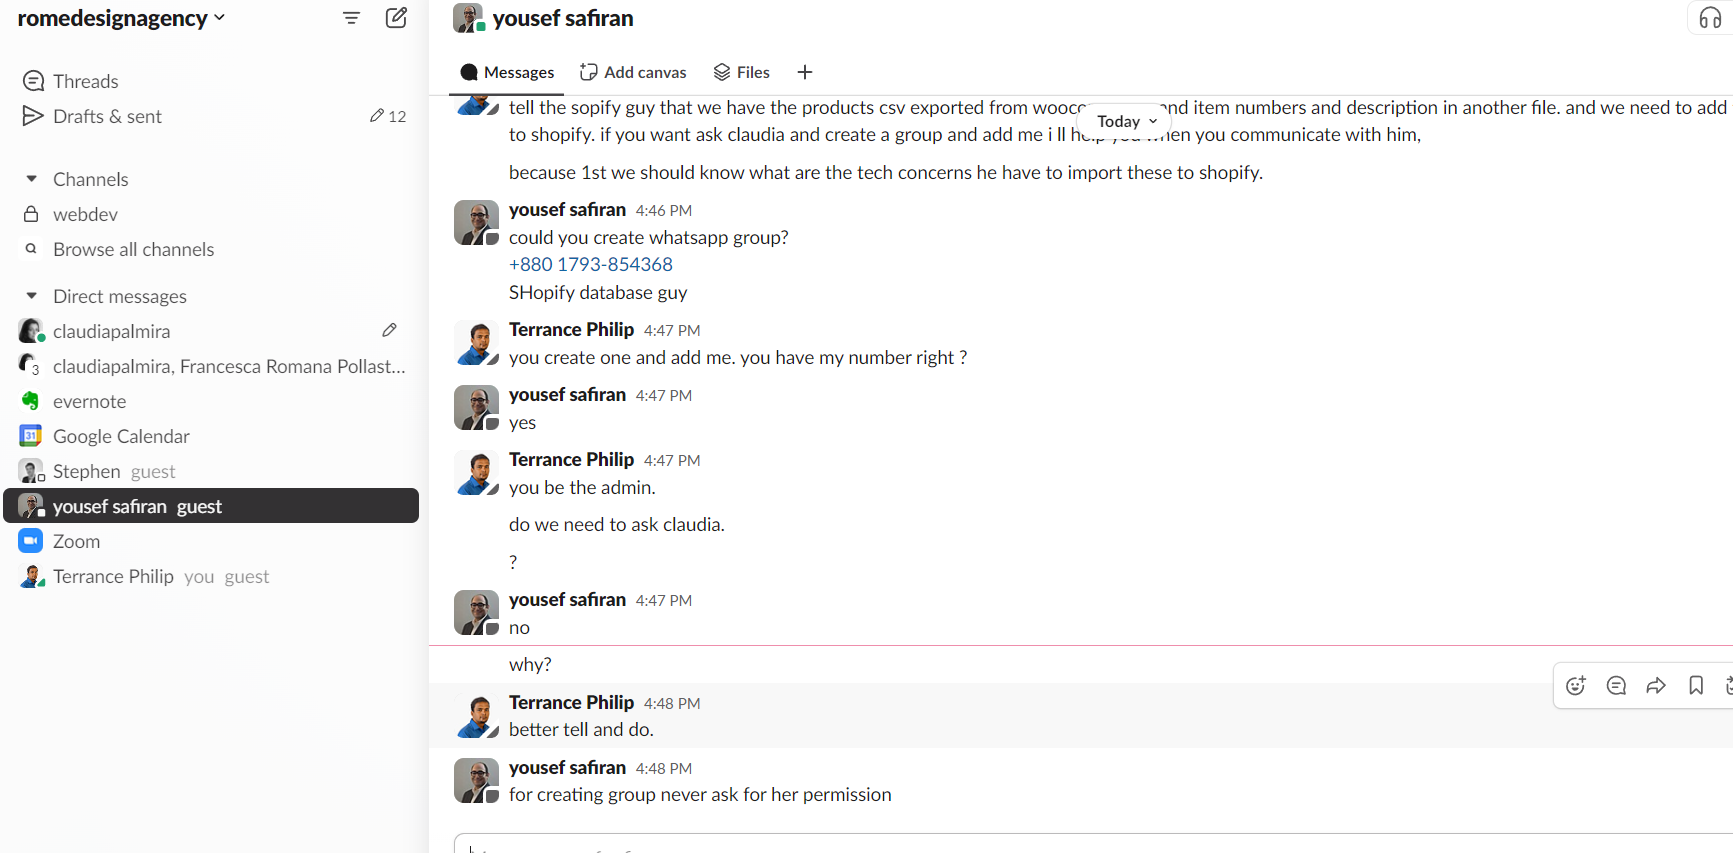 romedesignagency
Threads
Drafts & sent
12
Channels
webdev
Browse all channels
Direct messages
claudiapalmira
3
claudiapalmira, Francesca Romana Pollast...
evernote
31
Google Calendar
Stephen guest
yousef safiran guest
Zoom
Terrance Philip you guest
yousef safiran
Messages
Add canvas
Files
Today
tell the sopify guy that we have the products csv exported from wooco nd item numbers and description in another file. and we need to add
to shopify. if you want ask claudia and create a group and add me i ll help you when you communicate with him,
because 1st we should know what are the tech concerns he have to import these to shopify.
yousef safiran 4:46 PM
could you create whatsapp group?
+880 1793-854368
SHopify database guy
Terrance Philip 4:47 PM
you create one and add me. you have my number right ?
yousef safiran 4:47 PM
yes
Terrance Philip 4:47 PM
you be the admin.
do we need to ask claudia.
?
yousef safiran 4:47 PM
no
why?
Terrance Philip 4:48 PM
better tell and do.
yousef safiran 4:48 PM
for creating group never ask for her permission